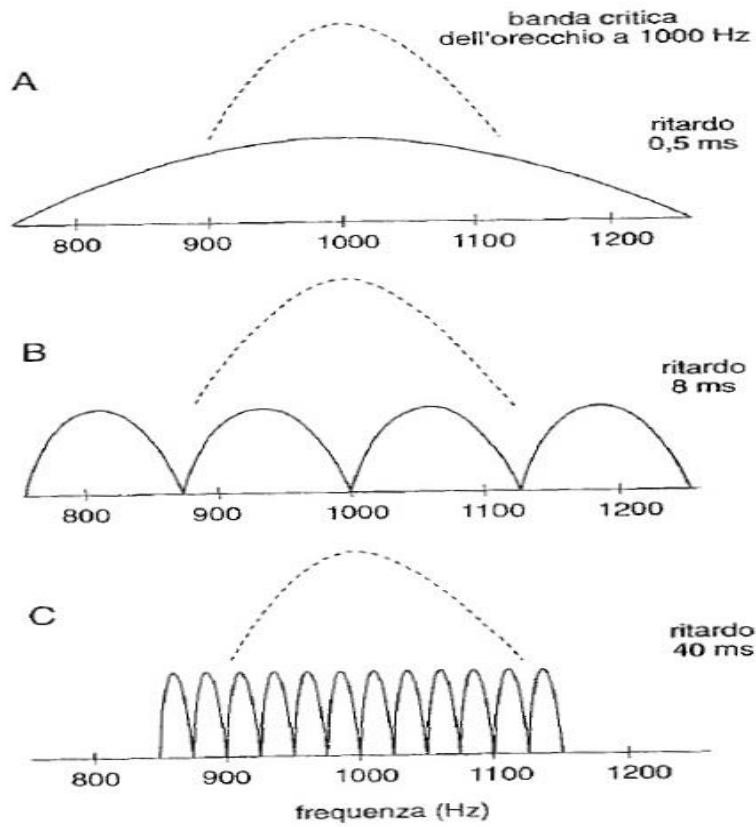 banda critica
dell'orecchio a 1000 Hz
A
ritardo
0,5 ms
800 900 1000 1100 1200
B
ritardo
8 ms
800 900 1000 1100 1200
C
ritardo
40 ms
800 900 1000 1100 1200
frequenza (Hz)